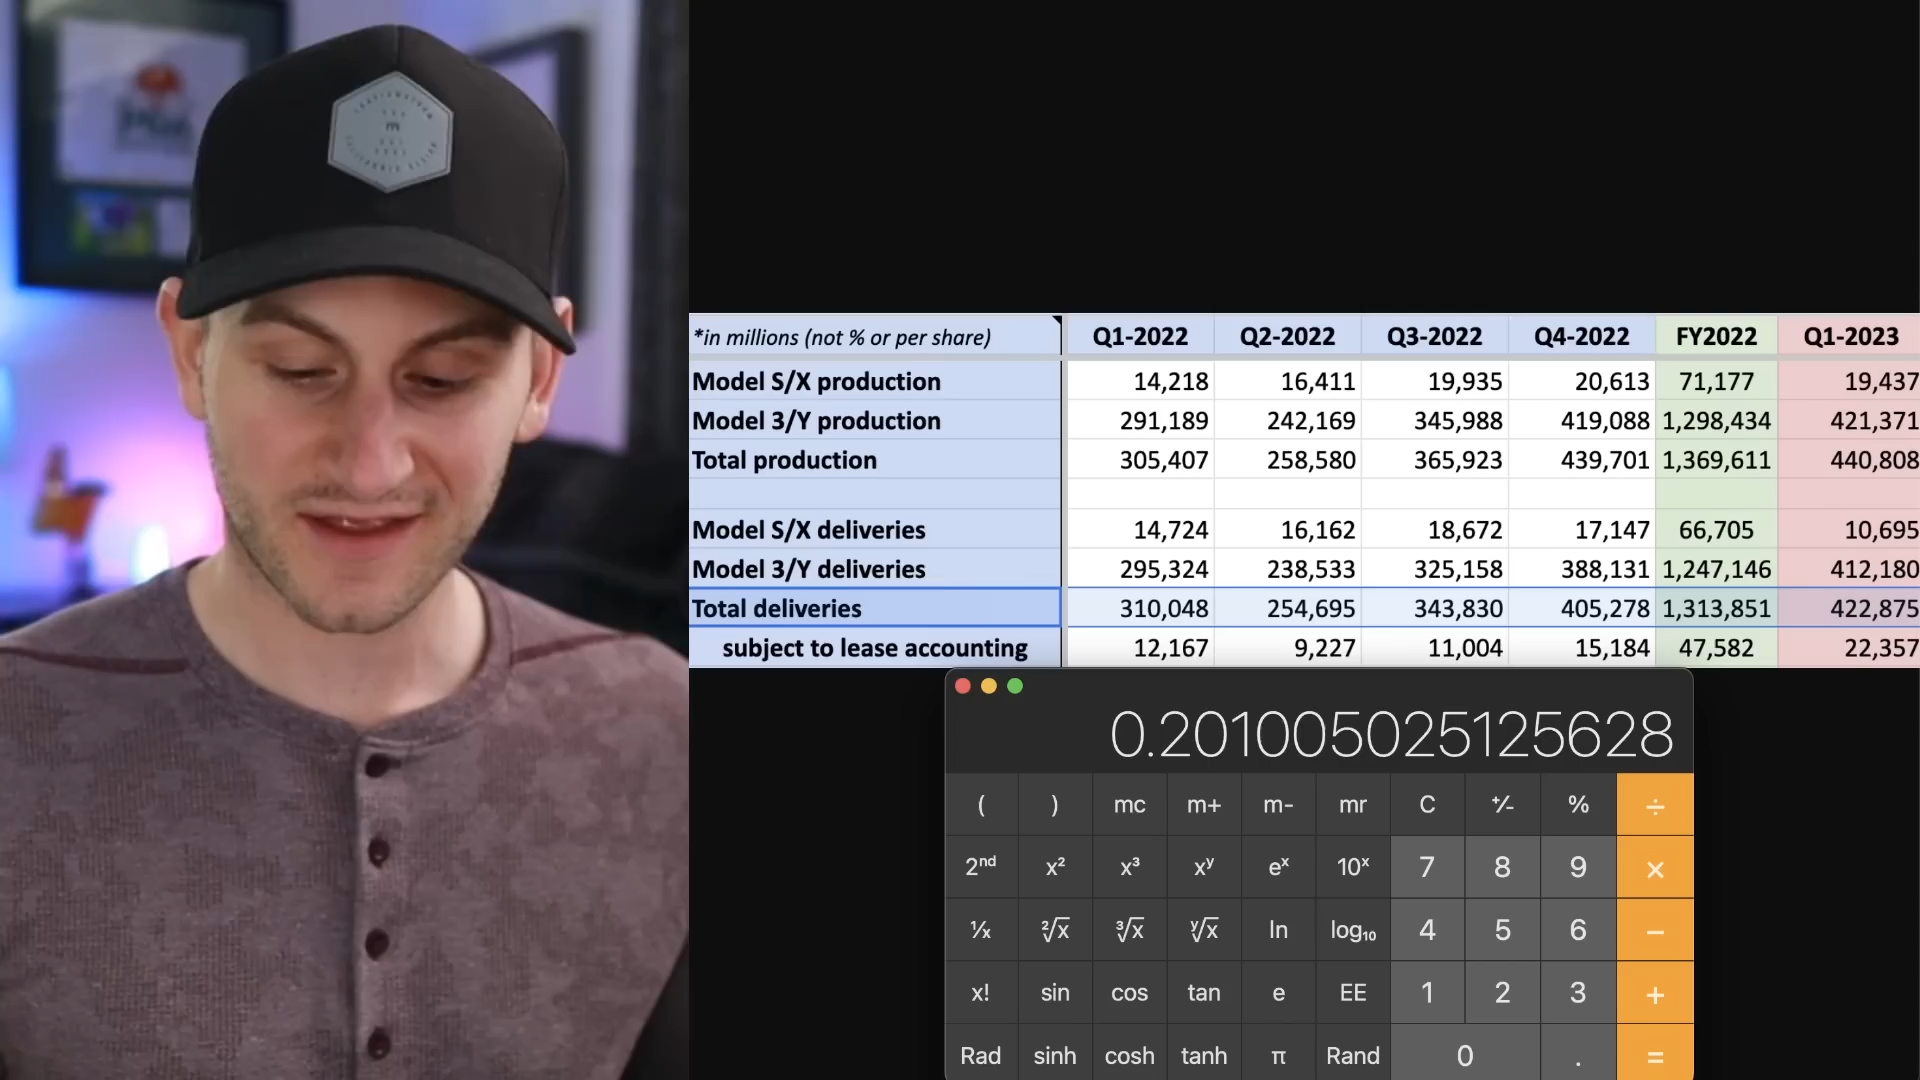 *in millions (not % or per share) Q1-2022 Q2-2022 Q3-2022 Q4-2022 FY2022 Q1-2023
Model S/X production 14,218 16,411 19,935 20,613 71,177 19,437
Model 3/Y production 291,189 242,169 345,988 419,088 1,298,434 421,371
Total production 305,407 258,580 365,923 439,701 1,369,611 440,808
Model S/X deliveries 14,724 16,162 18,672 17,147 66,705 10,695
Model 3/Y deliveries 295,324 238,533 325,158 388,131 1,247,146 412,180
Total deliveries 310,048 254,695 343,830 405,278 1,313,851 422,875
subject to lease accounting 12,167 9,227 11,004 15,184 47,582 22,357
0.201005025125628
( ) mc m+ m- mr C +/- % ÷
2nd x² x³ xʸ eˣ 10ˣ 7 8 9 ×
1/x ²√x ³√x ʸ√x ln log₁₀ 4 5 6 −
x! sin cos tan e EE 1 2 3 +
Rad sinh cosh tanh π Rand 0 . =